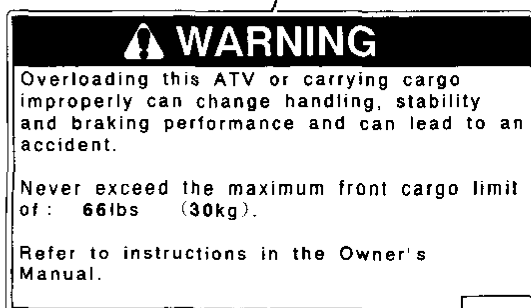 WARNING
Overloading this ATV or carrying cargo
improperly can change handling, stability
and braking performance and can lead to an
accident.
Never exceed the maximum front cargo limit
of : 66lbs (30kg).
Refer to instructions in the Owner's
Manual.